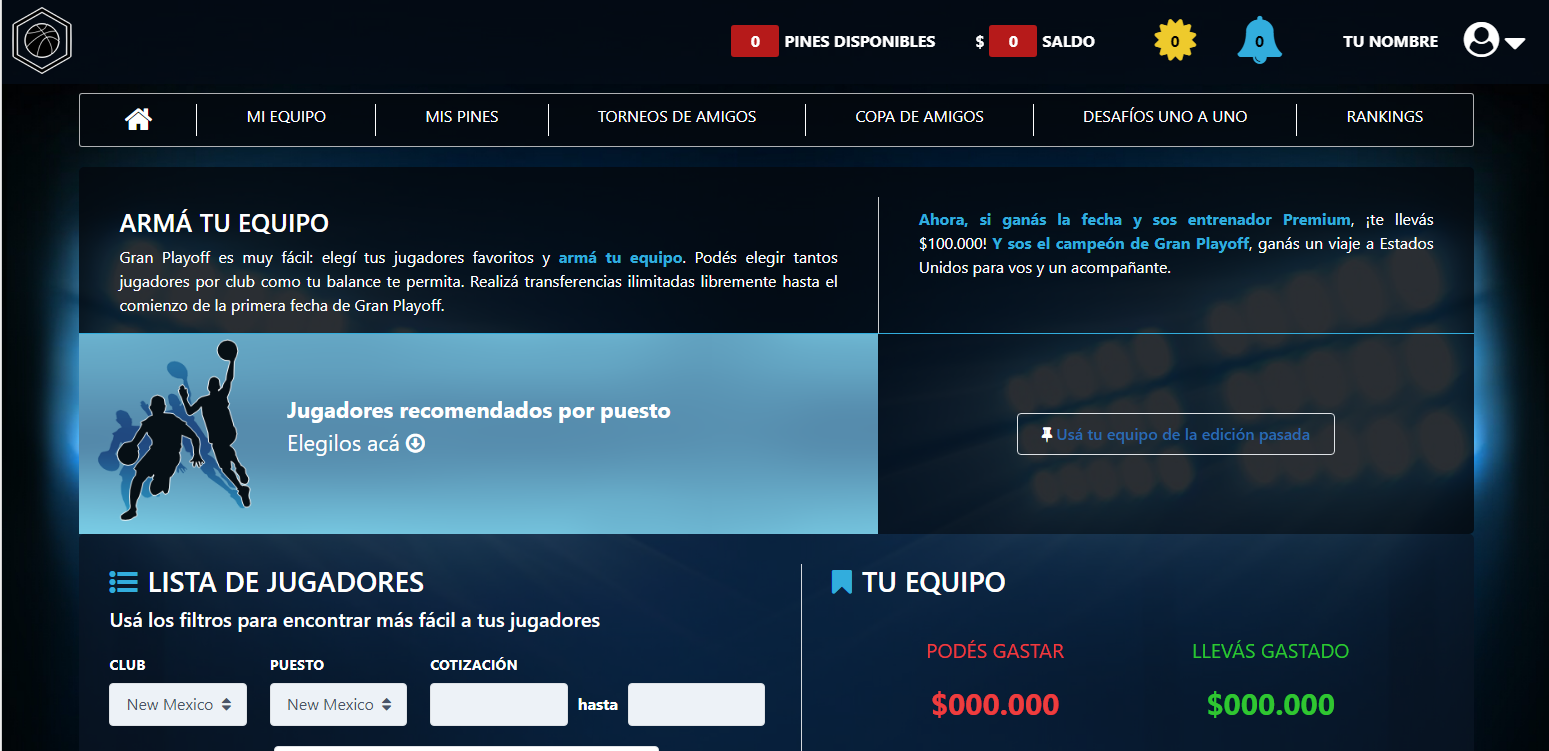 0 PINES DISPONIBLES $ 0 SALDO 0 0 TU NOMBRE
MI EQUIPO MIS PINES TORNEOS DE AMIGOS COPA DE AMIGOS DESAFÍOS UNO A UNO RANKINGS
ARMÁ TU EQUIPO
Gran Playoff es muy fácil: elegí tus jugadores favoritos y armá tu equipo. Podés elegir tantos
jugadores por club como tu balance te permita. Realizá transferencias ilimitadas libremente hasta el
comienzo de la primera fecha de Gran Playoff.
Ahora, si ganás la fecha y sos entrenador Premium, ¡te llevás
$100.000! Y sos el campeón de Gran Playoff, ganás un viaje a Estados
Unidos para vos y un acompañante.
Jugadores recomendados por puesto
Elegilos acá
Usá tu equipo de la edición pasada
LISTA DE JUGADORES
Usá los filtros para encontrar más fácil a tus jugadores
CLUB PUESTO COTIZACIÓN
New Mexico New Mexico hasta
TU EQUIPO
PODÉS GASTAR LLEVÁS GASTADO
$000.000 $000.000